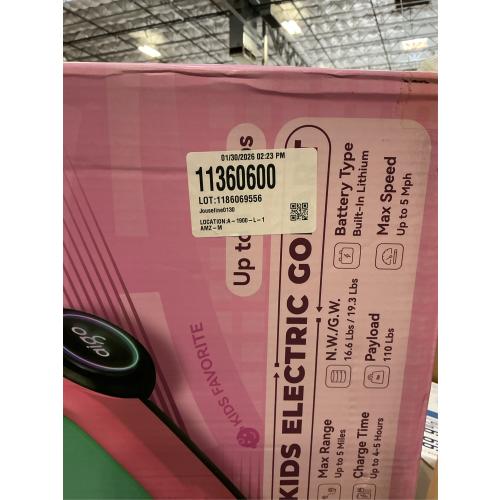 01/30/2026 02:23 PM
11360600
LOT:1186069556
Jousefine0130
LOCATION:A - 1900 - L - 1
AMZ - M
Up to
aigo
KIDS FAVORITE
KIDS ELECTRIC GO
Max Range
Up to 5 Miles
N.W./G.W.
16.6 Lbs / 19.3 Lbs
Battery Type
Built-In Lithium
Charge Time
Up to 4-5 Hours
Payload
110 Lbs
Max Speed
Up to 5 Mph